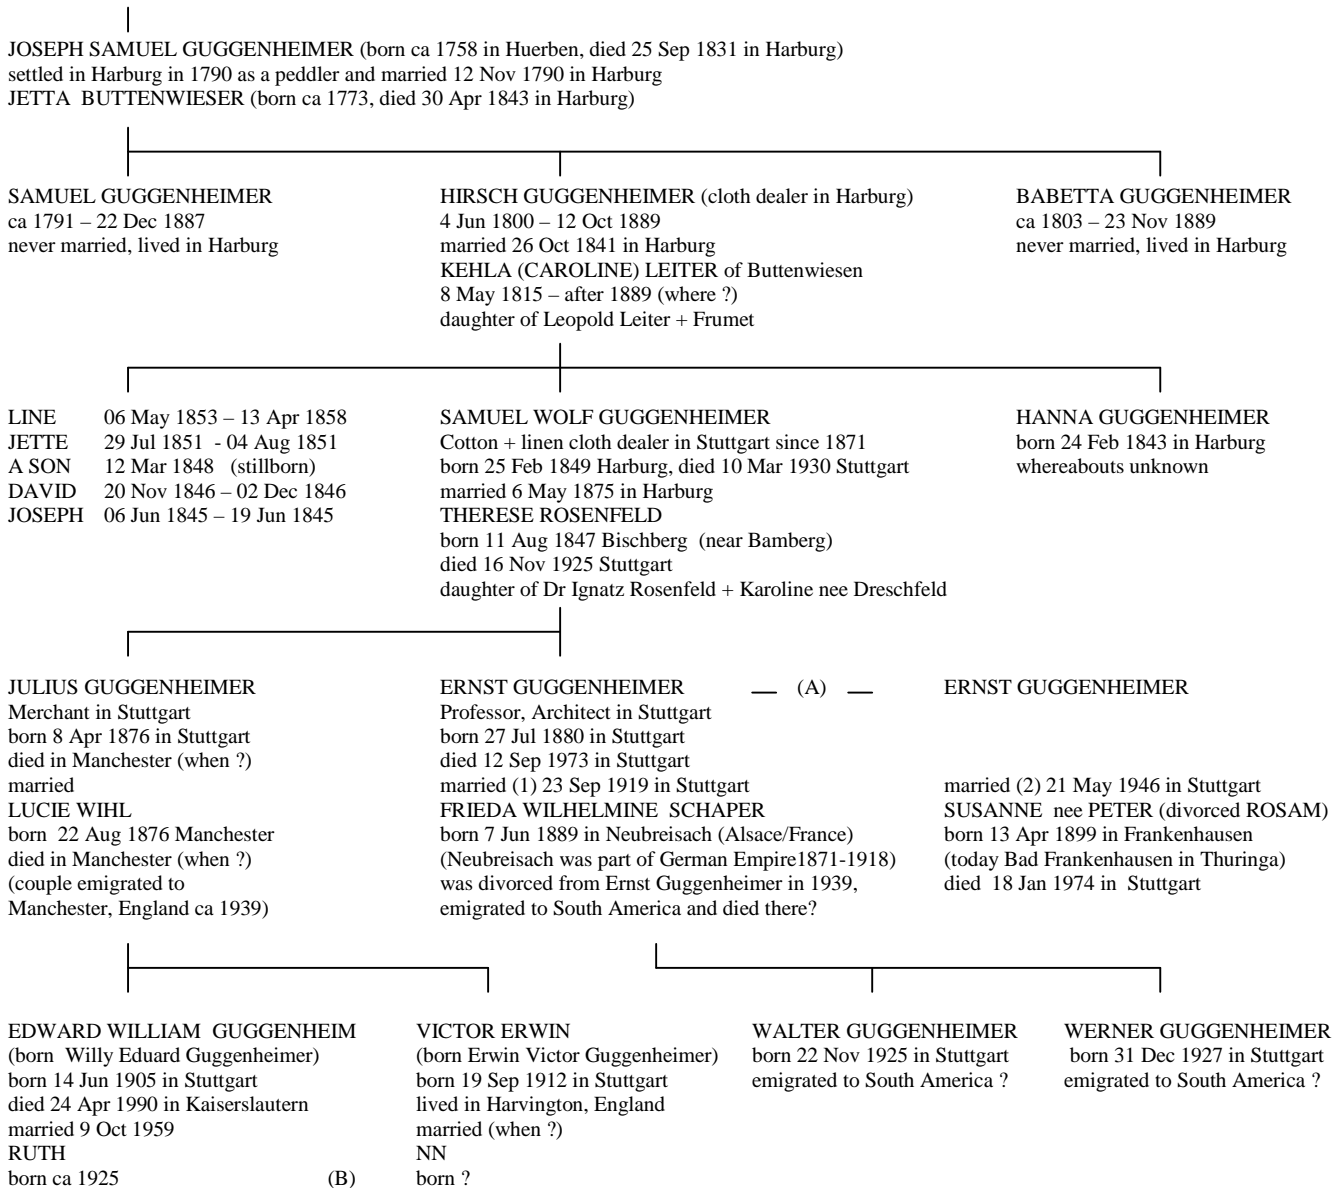 JOSEPH SAMUEL GUGGENHEIMER (born ca 1758 in Huerben, died 25 Sep 1831 in Harburg)
settled in Harburg in 1790 as a peddler and married 12 Nov 1790 in Harburg
JETTA BUTTENWIESER (born ca 1773, died 30 Apr 1843 in Harburg)
SAMUEL GUGGENHEIMER
ca 1791 – 22 Dec 1887
never married, lived in Harburg
HIRSCH GUGGENHEIMER (cloth dealer in Harburg)
4 Jun 1800 – 12 Oct 1889
married 26 Oct 1841 in Harburg
KEHLA (CAROLINE) LEITER of Buttenwiesen
8 May 1815 – after 1889 (where ?)
daughter of Leopold Leiter + Frumet
BABETTA GUGGENHEIMER
ca 1803 – 23 Nov 1889
never married, lived in Harburg
LINE 06 May 1853 – 13 Apr 1858
JETTE 29 Jul 1851 - 04 Aug 1851
A SON 12 Mar 1848 (stillborn)
DAVID 20 Nov 1846 – 02 Dec 1846
JOSEPH 06 Jun 1845 – 19 Jun 1845
SAMUEL WOLF GUGGENHEIMER
Cotton + linen cloth dealer in Stuttgart since 1871
born 25 Feb 1849 Harburg, died 10 Mar 1930 Stuttgart
married 6 May 1875 in Harburg
THERESE ROSENFELD
born 11 Aug 1847 Bischberg (near Bamberg)
died 16 Nov 1925 Stuttgart
daughter of Dr Ignatz Rosenfeld + Karoline nee Dreschfeld
HANNA GUGGENHEIMER
born 24 Feb 1843 in Harburg
whereabouts unknown
JULIUS GUGGENHEIMER
Merchant in Stuttgart
born 8 Apr 1876 in Stuttgart
died in Manchester (when ?)
married
LUCIE WIHL
born 22 Aug 1876 Manchester
died in Manchester (when ?)
(couple emigrated to
Manchester, England ca 1939)
ERNST GUGGENHEIMER — (A) —
Professor, Architect in Stuttgart
born 27 Jul 1880 in Stuttgart
died 12 Sep 1973 in Stuttgart
married (1) 23 Sep 1919 in Stuttgart
FRIEDA WILHELMINE SCHAPER
born 7 Jun 1889 in Neubreisach (Alsace/France)
(Neubreisach was part of German Empire1871-1918)
was divorced from Ernst Guggenheimer in 1939,
emigrated to South America and died there?
ERNST GUGGENHEIMER
married (2) 21 May 1946 in Stuttgart
SUSANNE nee PETER (divorced ROSAM)
born 13 Apr 1899 in Frankenhausen
(today Bad Frankenhausen in Thuringa)
died 18 Jan 1974 in Stuttgart
EDWARD WILLIAM GUGGENHEIM
(born Willy Eduard Guggenheimer)
born 14 Jun 1905 in Stuttgart
died 24 Apr 1990 in Kaiserslautern
married 9 Oct 1959
RUTH
born ca 1925 (B)
VICTOR ERWIN
(born Erwin Victor Guggenheimer)
born 19 Sep 1912 in Stuttgart
lived in Harvington, England
married (when ?)
NN
born ?
WALTER GUGGENHEIMER
born 22 Nov 1925 in Stuttgart
emigrated to South America ?
WERNER GUGGENHEIMER
born 31 Dec 1927 in Stuttgart
emigrated to South America ?